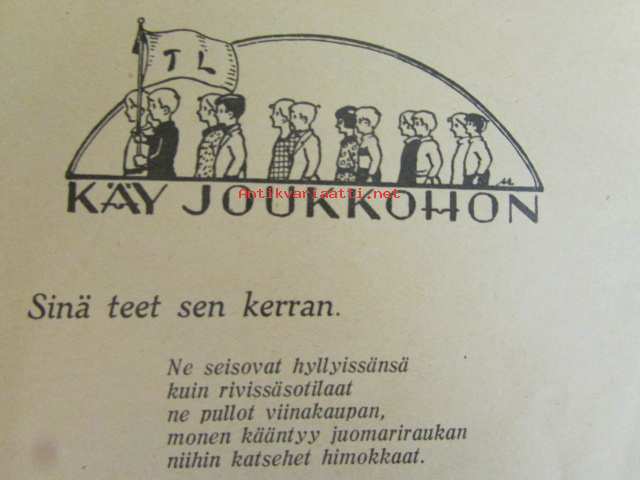 TL
KÄY JOUKKOHON
Antikvariaatti.net
Sinä teet sen kerran.
Ne seisovat hyllyissänsä
kuin rivissäsotilaat
ne pullot viinakaupan,
monen kääntyy juomariraukan
niihin katsehet himokkaat.